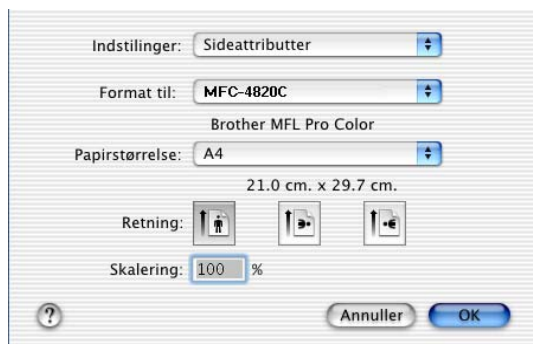 Indstilinger: Sideattributter
Format til: MFC-4820C
Brother MFL Pro Color
Papirstørrelse: A4
21.0 cm. x 29.7 cm.
Retning:
Skalering: 100 %
? Annuller OK